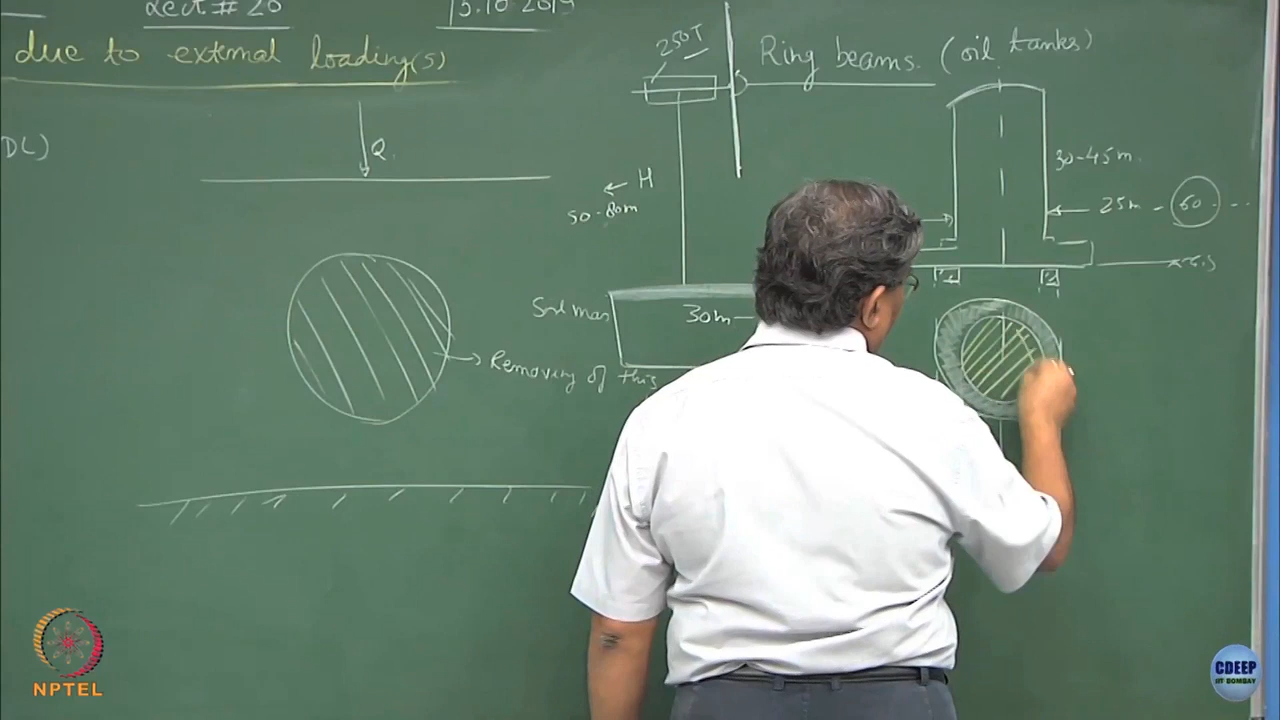 Lect # 20
15.10.2019
due to external loading(s)
DL)
Q.
Removing of this
250T
H
50-80m
Soil mass
30m
Ring beams. (oil tanks)
30-45m.
25m - 60 - - -
G.S
NPTEL
CDEEP
IIT BOMBAY